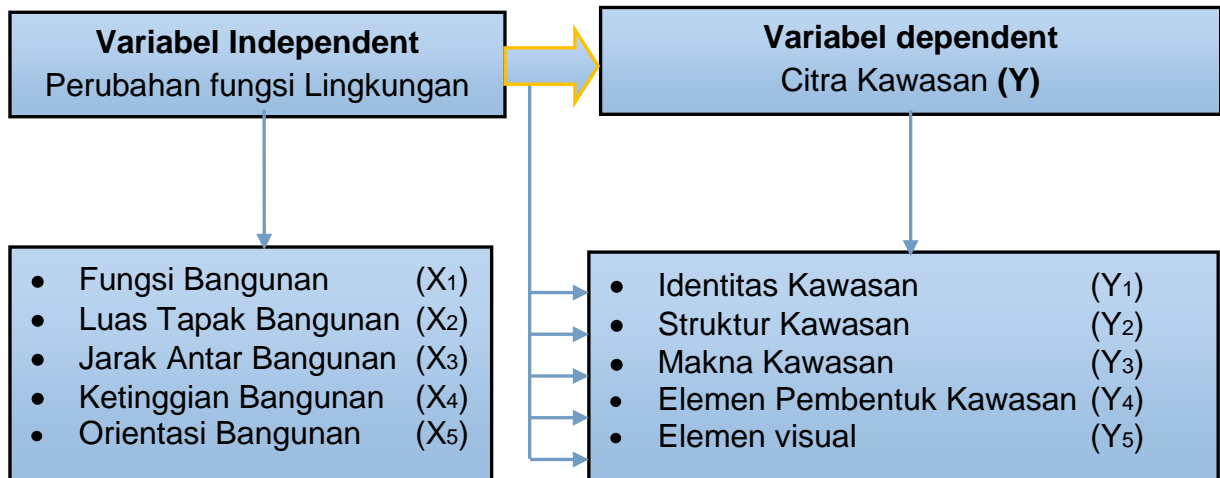 Variabel Independent
Perubahan fungsi Lingkungan
Variabel dependent
Citra Kawasan (Y)
• Fungsi Bangunan (X1)
• Luas Tapak Bangunan (X2)
• Jarak Antar Bangunan (X3)
• Ketinggian Bangunan (X4)
• Orientasi Bangunan (X5)
• Identitas Kawasan (Y1)
• Struktur Kawasan (Y2)
• Makna Kawasan (Y3)
• Elemen Pembentuk Kawasan (Y4)
• Elemen visual (Y5)